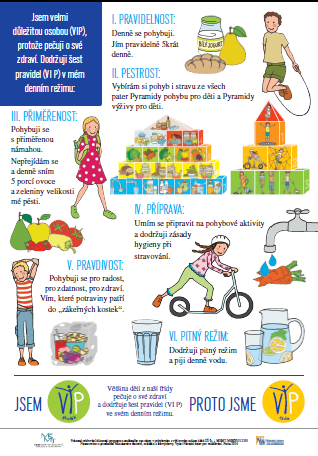 Jsem velmi
důležitou osobou (VIP),
protože pečuji o své
zdraví. Dodržuji šest
pravidel (VI P) v mém
denním režimu:
I. PRAVIDELNOST:
Denně se pohybuji.
Jím pravidelně 5krát
denně.
BÍLÝ JOGURT
II. PESTROST:
Vybírám si pohyb i stravu ze všech
pater Pyramidy pohybu pro děti a Pyramidy
výživy pro děti.
III. PŘIMĚŘENOST:
Pohybuji se
s přiměřenou
námahou.
Nepřejídám se
a denně sním
5 porcí ovoce
a zeleniny velikosti
mé pěsti.
IV. PŘÍPRAVA:
Umím se připravit na pohybové aktivity
a dodržuji zásady
hygieny při
stravování.
V. PRAVDIVOST:
Pohybuji se pro radost,
pro zdatnost, pro zdraví.
Vím, které potraviny patří
do „zákeřných kostek“.
VI. PITNÝ REŽIM:
Dodržuji pitný režim
a piji denně vodu.
JSEM
VIP
Většina dětí z naší třídy
pečuje o své zdraví
a dodržuje šest pravidel (VI P)
ve svém denním režimu.
PROTO JSME
VIP
třída